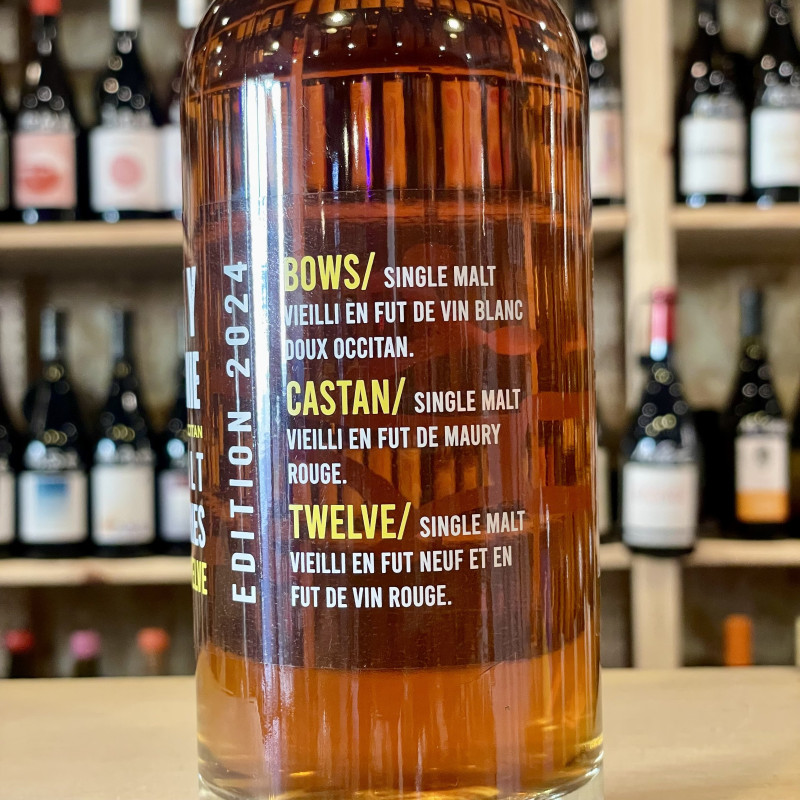 EDITION 2024
BOWS/ SINGLE MALT
VIEILLI EN FUT DE VIN BLANC
DOUX OCCITAN.
CASTAN/ SINGLE MALT
VIEILLI EN FUT DE MAURY
ROUGE.
TWELVE/ SINGLE MALT
VIEILLI EN FUT NEUF ET EN
FUT DE VIN ROUGE.